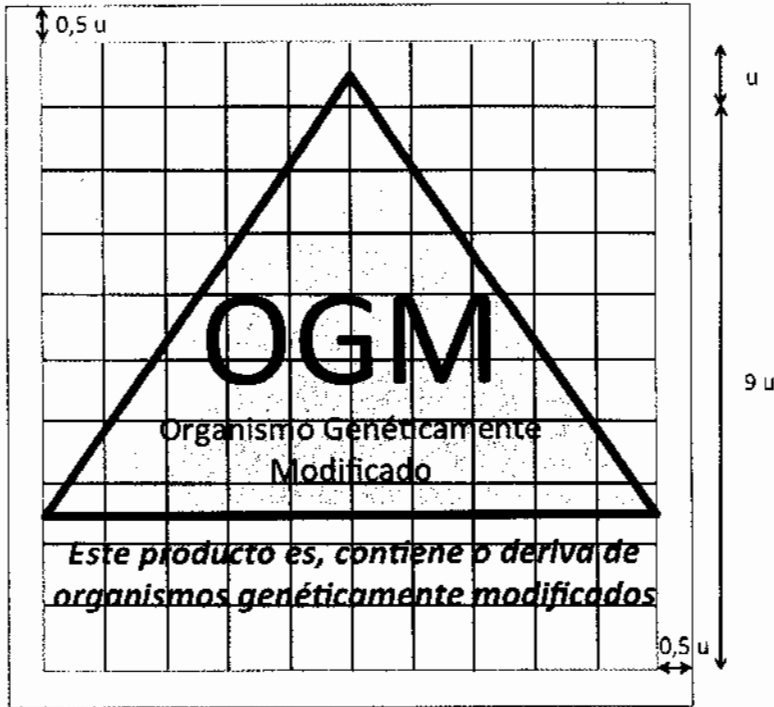 0,5 u
u
OGM
9 u
Organismo Genéticamente
Modificado
Este producto es, contiene o deriva de
organismos genéticamente modificados
0,5 u